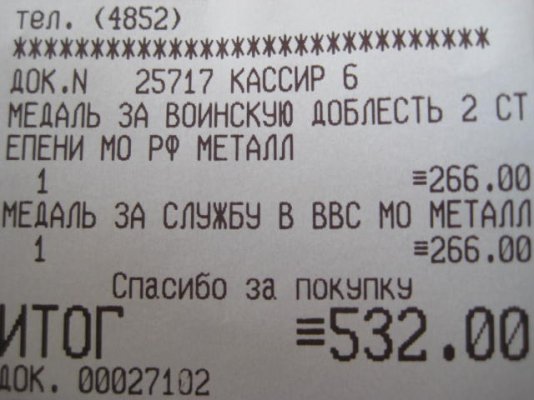 тел. (4852)
**********************************
ДОК.N 25717 КАССИР 6
МЕДАЛЬ ЗА ВОИНСКУЮ ДОБЛЕСТЬ 2 СТ
ЕПЕНИ МО РФ МЕТАЛЛ
1 ≡266.00
МЕДАЛЬ ЗА СЛУЖБУ В ВВС МО МЕТАЛЛ
1 ≡266.00
Спасибо за покупку
ИТОГ ≡532.00
ДОК. 00027102